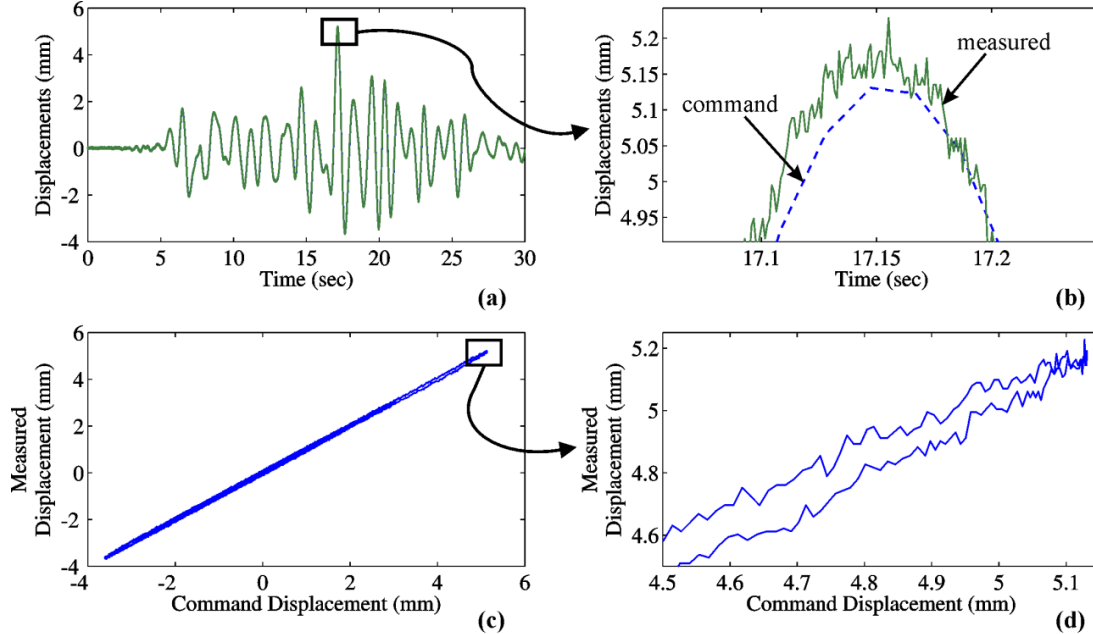 6
4
2
0
-2
-4
0
5
10
15
20
25
30
Displacements (mm)
Time (sec)
(a)
5.2
5.15
5.1
5.05
5
4.95
17.1
17.15
17.2
Displacements (mm)
Time (sec)
measured
command
(b)
6
4
2
0
-2
-4
-4
-2
0
2
4
6
Measured
Displacement (mm)
Command Displacement (mm)
(c)
5.2
5
4.8
4.6
4.5
4.6
4.7
4.8
4.9
5
5.1
Measured
Displacement (mm)
Command Displacement (mm)
(d)